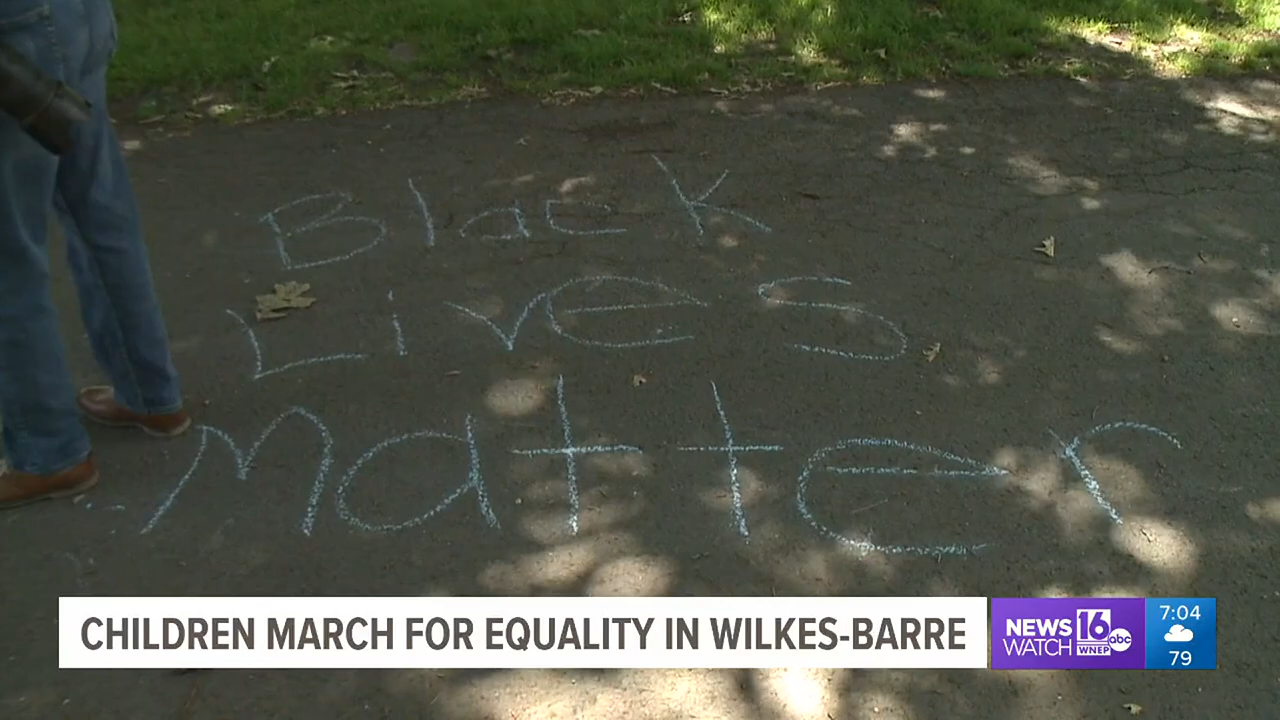 Black
Lives
Matter
CHILDREN MARCH FOR EQUALITY IN WILKES-BARRE
NEWS 16 abc
WATCH WNEP
7:04
79